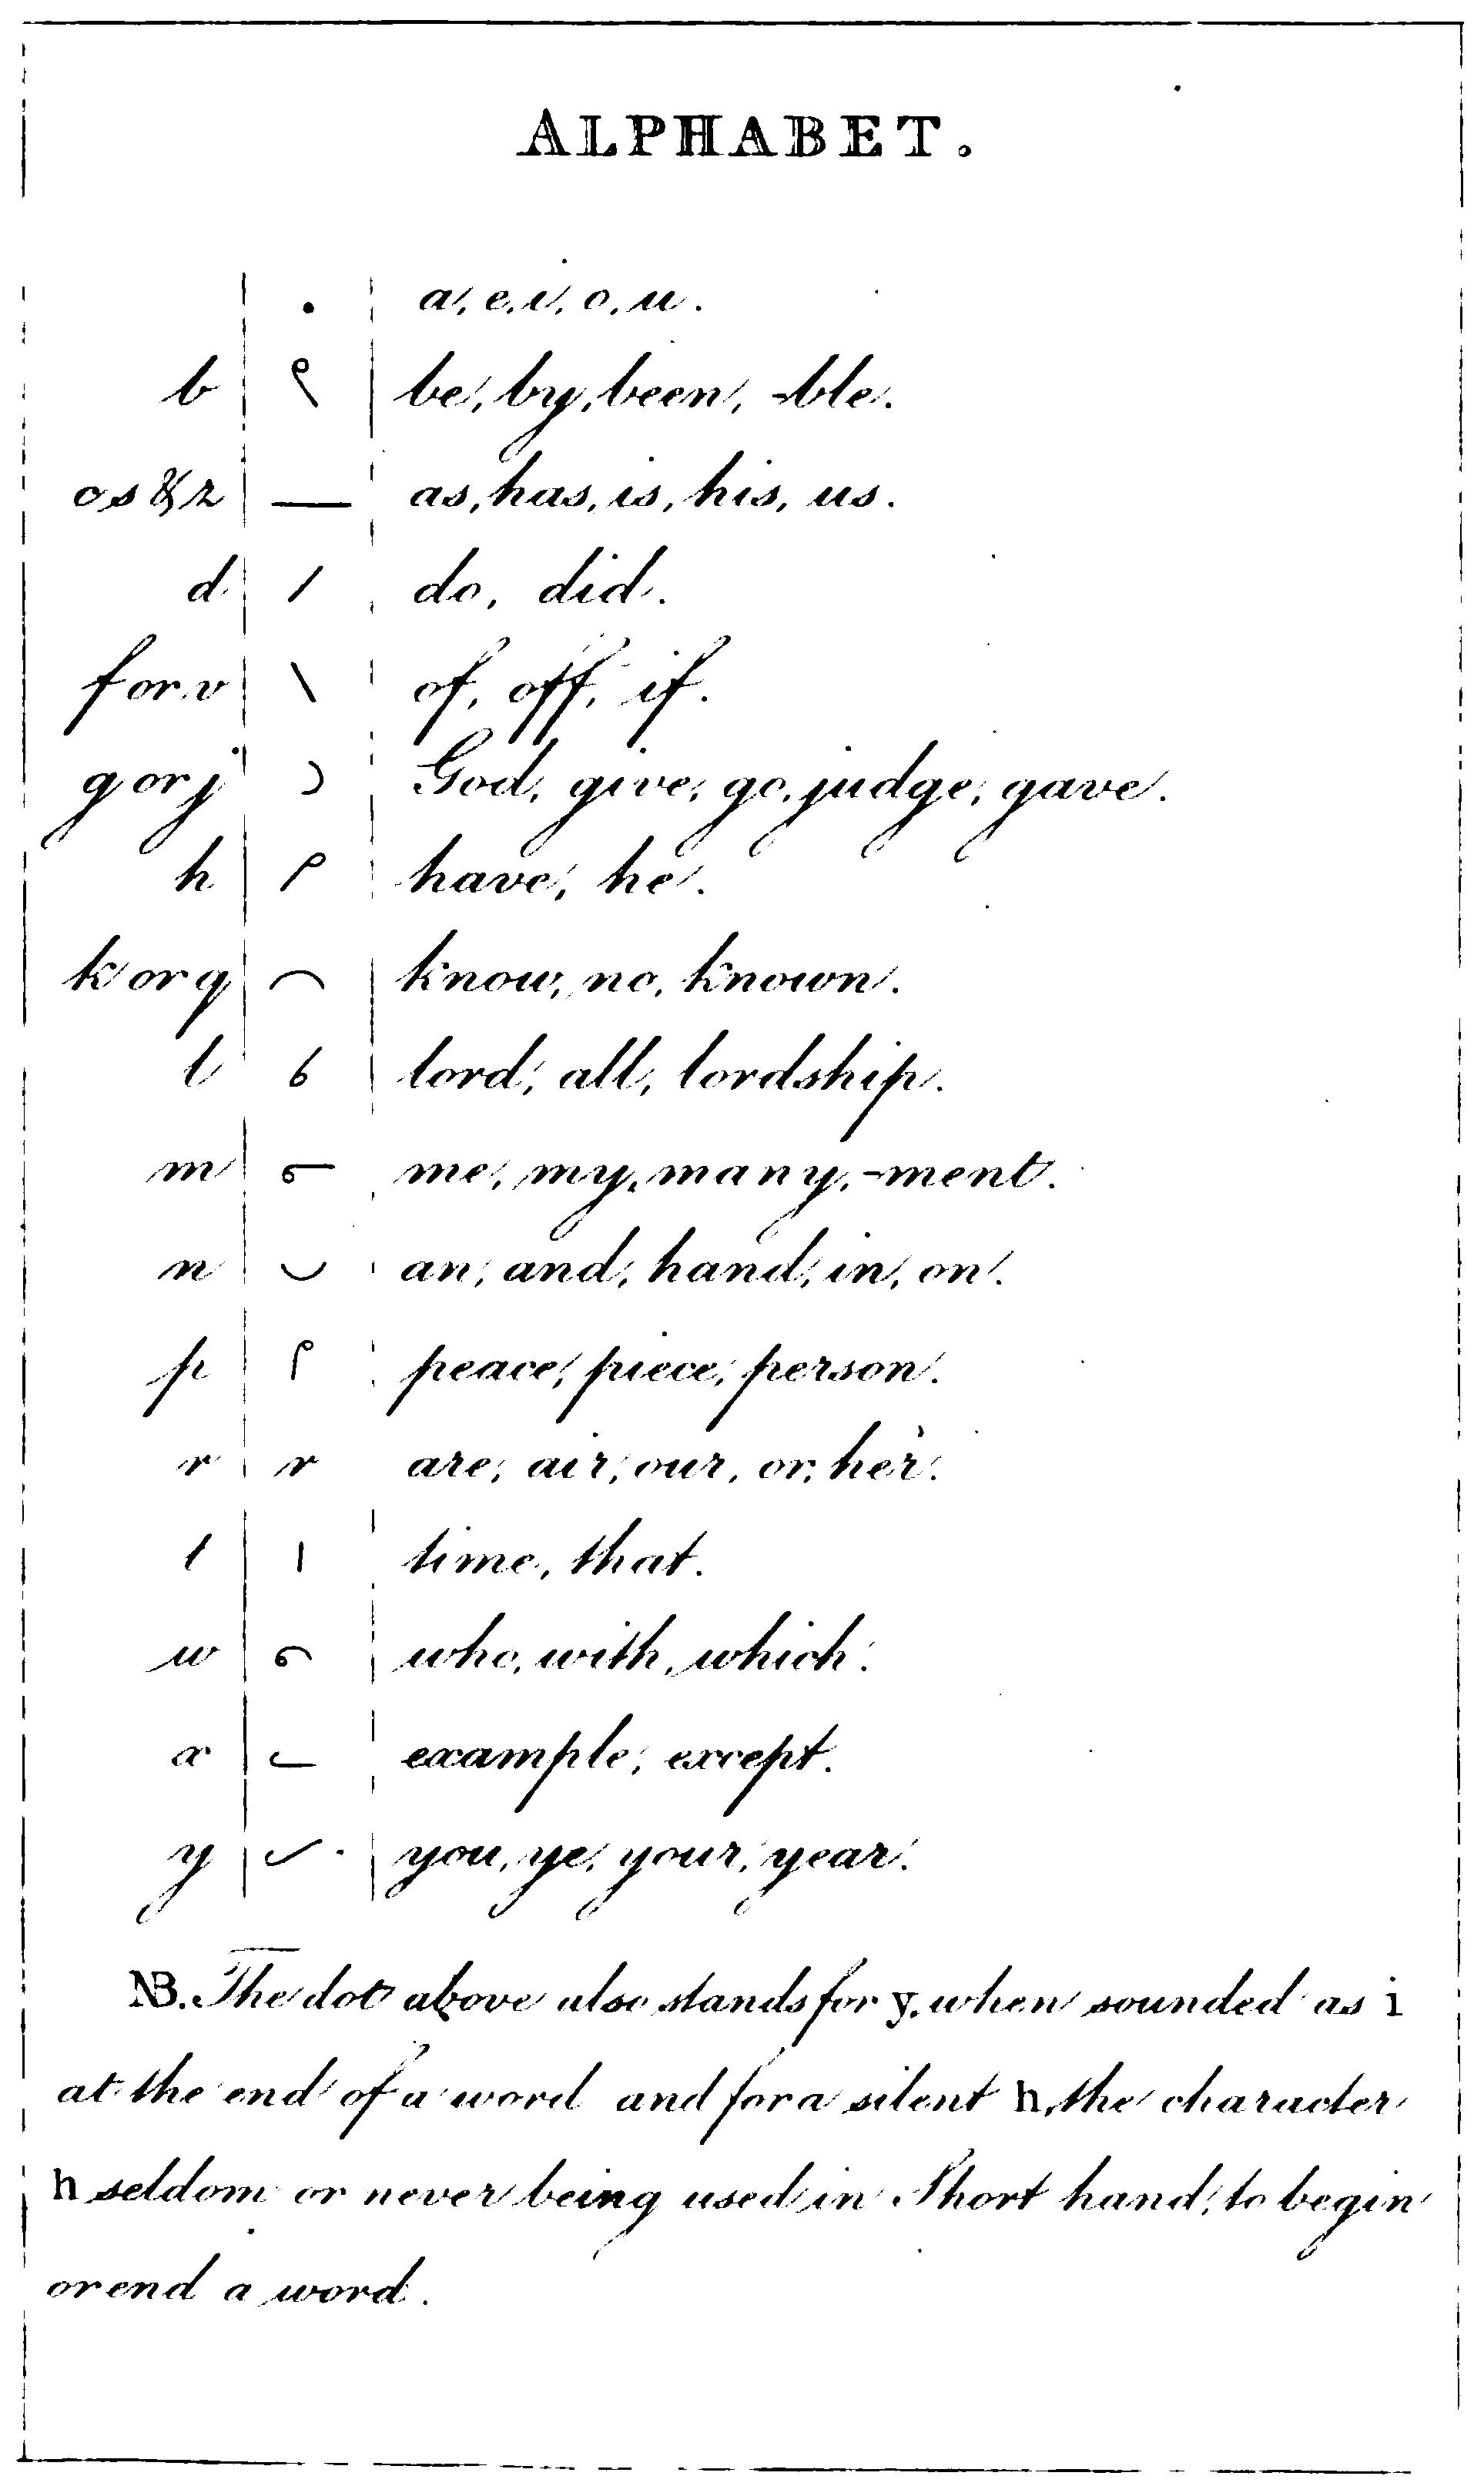 ALPHABET.
a, e, i, o, u.
b be, by, been, -ble.
c s & z as, has, is, his, us.
d do, did.
f or v of, off, if.
g or j God, give, go, judge, gave.
h have, he.
k or q know, no, known.
l lord, all, lordship.
m me, my, many, -ment.
n an, and, hand, in, on.
p peace, piece, person.
r are, air, our, or, her.
t time, that.
w who, with, which.
x example, except.
y you, ye, your, year.
NB. The dot above also stands for y. when sounded as i
at the end of a word and for a silent h, the character
h seldom or never being used in Short hand, to begin
or end a word.